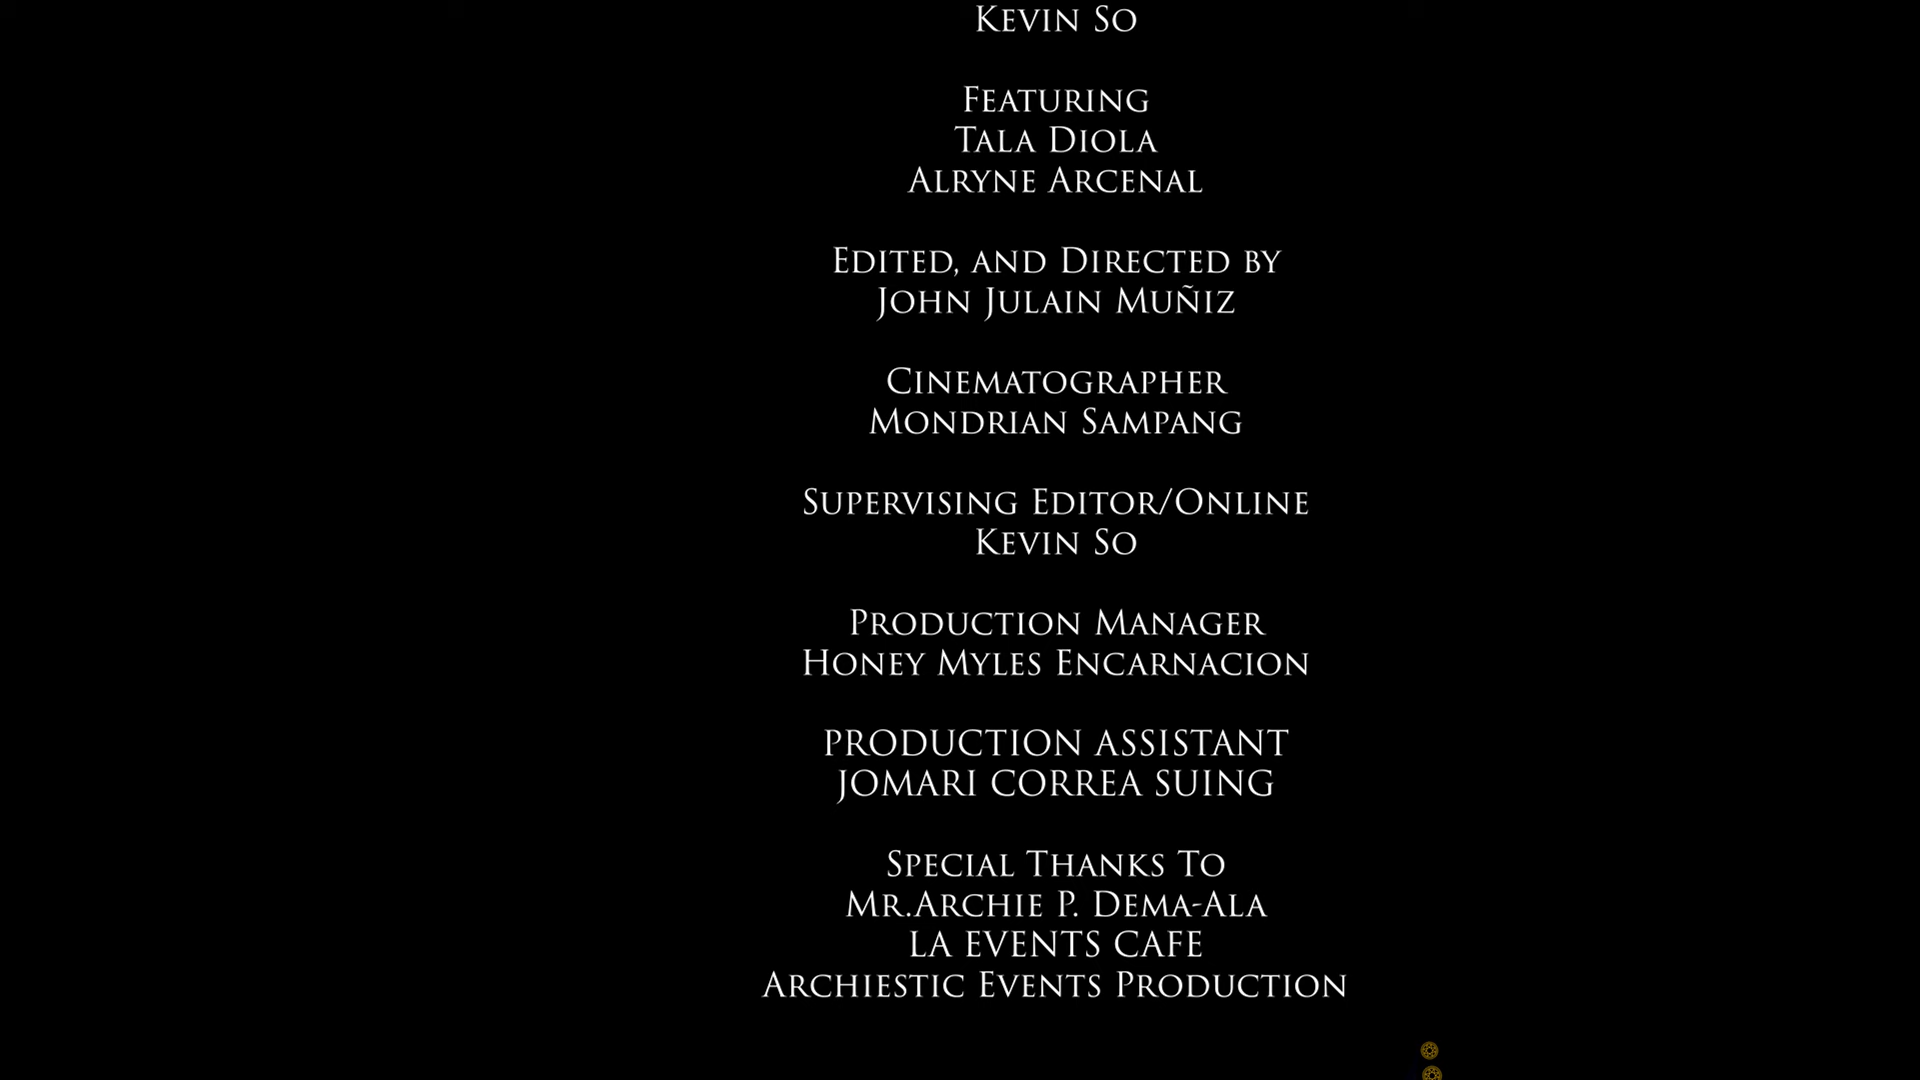 Kevin So
Featuring
Tala Diola
Alryne Arcenal
Edited, and Directed by
John Julain Muñiz
Cinematographer
Mondrian Sampang
Supervising Editor/Online
Kevin So
Production Manager
Honey Myles Encarnacion
PRODUCTION ASSISTANT
JOMARI CORREA SUING
Special Thanks To
Mr.Archie P. Dema-Ala
LA EVENTS CAFE
Archiestic Events Production